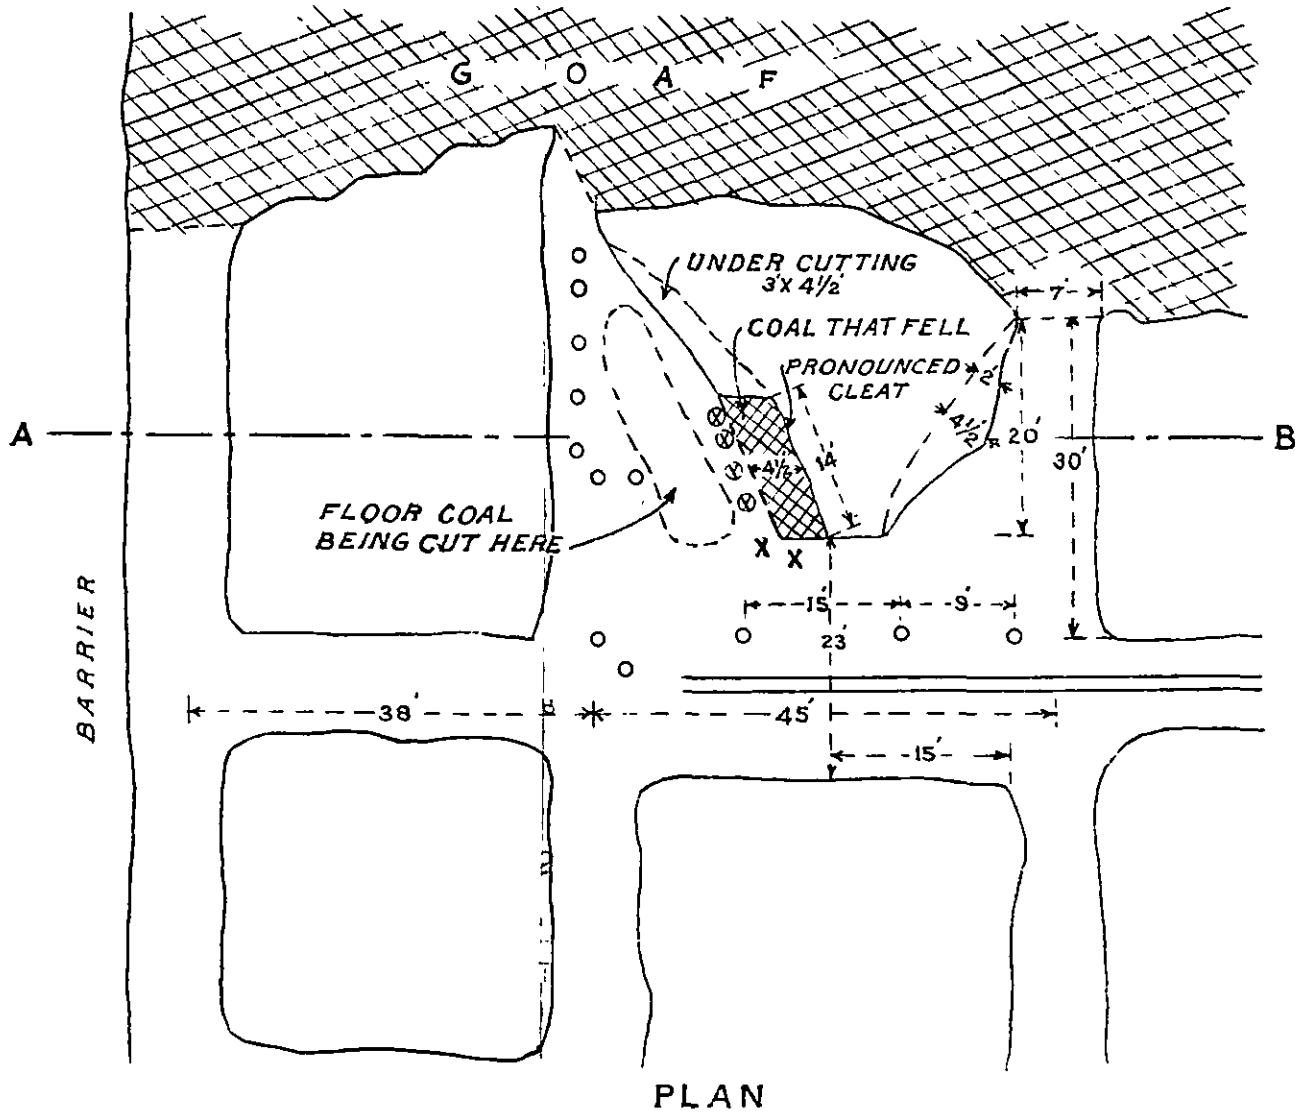 G O A F
UNDER CUTTING
3' X 4½'
7'
COAL THAT FELL
PRONOUNCED
CLEAT
2'
A
4½'
20'
B
30'
4½'
14'
FLOOR COAL
BEING CUT HERE
X X
15'
9'
23'
BARRIER
38'
45'
15'
PLAN